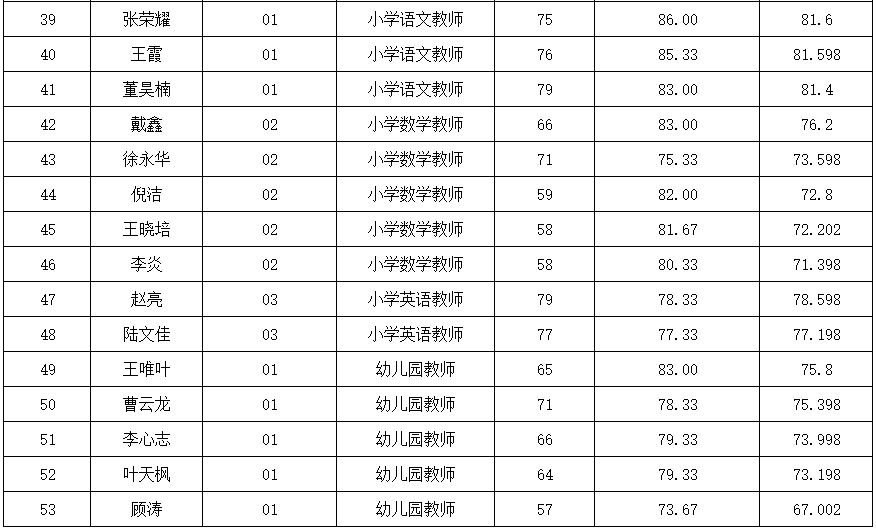 39 张荣耀 01 小学语文教师 75 86.00 81.6
40 王霞 01 小学语文教师 76 85.33 81.598
41 董昊楠 01 小学语文教师 79 83.00 81.4
42 戴鑫 02 小学数学教师 66 83.00 76.2
43 徐永华 02 小学数学教师 71 75.33 73.598
44 倪洁 02 小学数学教师 59 82.00 72.8
45 王晓培 02 小学数学教师 58 81.67 72.202
46 李炎 02 小学数学教师 58 80.33 71.398
47 赵亮 03 小学英语教师 79 78.33 78.598
48 陆文佳 03 小学英语教师 77 77.33 77.198
49 王唯叶 01 幼儿园教师 65 83.00 75.8
50 曹云龙 01 幼儿园教师 71 78.33 75.398
51 李心志 01 幼儿园教师 66 79.33 73.998
52 叶天枫 01 幼儿园教师 64 79.33 73.198
53 顾涛 01 幼儿园教师 57 73.67 67.002